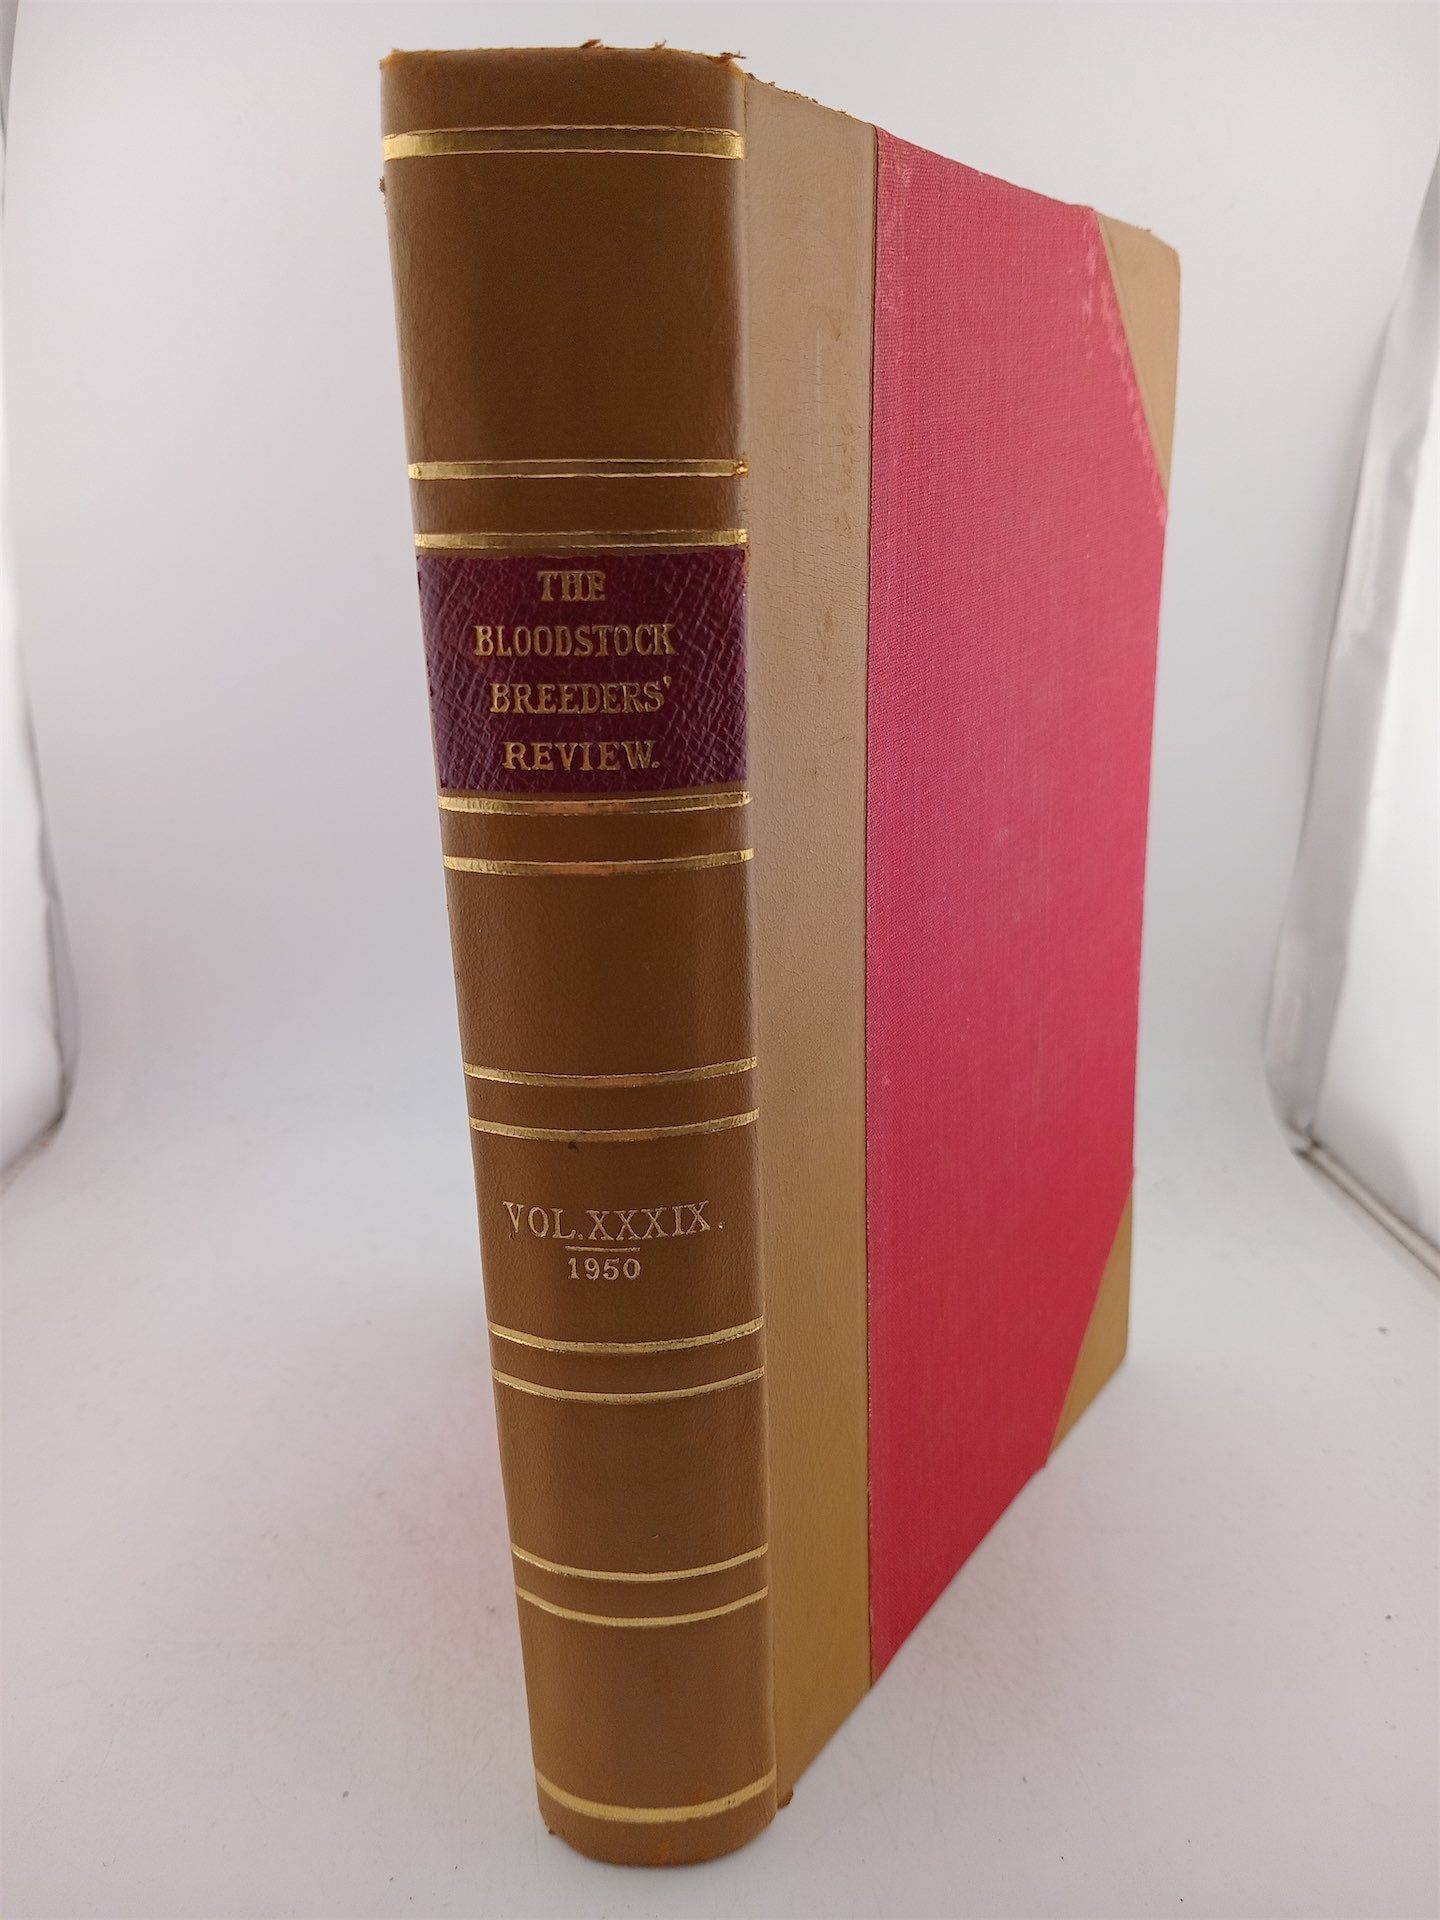 THE
BLOODSTOCK
BREEDERS'
REVIEW.
VOL. XXXIX.
1950